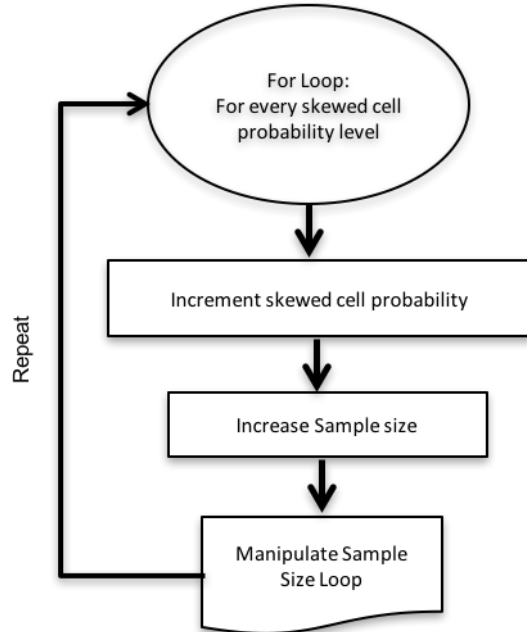 For Loop:
For every skewed cell
probability level
Increment skewed cell probability
Repeat
Increase Sample size
Manipulate Sample
Size Loop